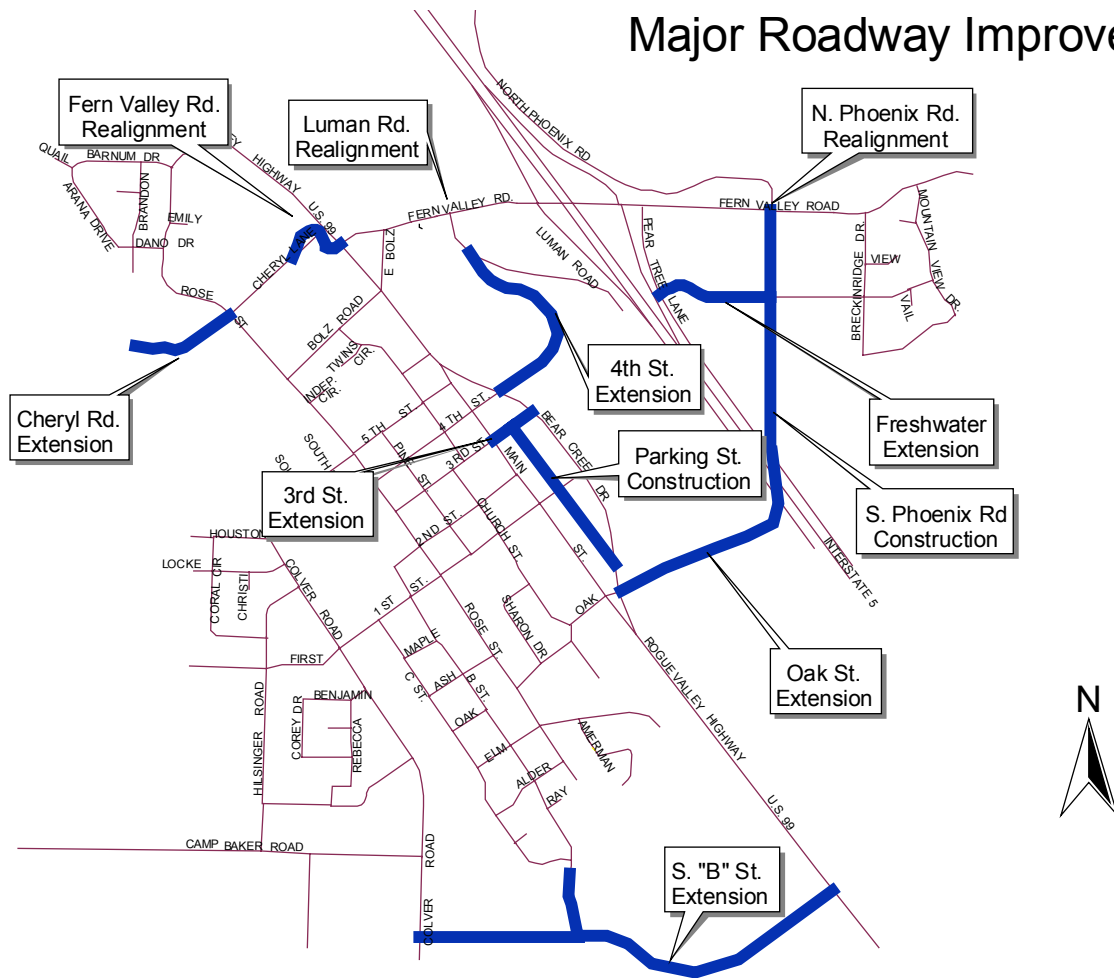 Major Roadway Improve
Fern Valley Rd.
Realignment
Luman Rd.
Realignment
N. Phoenix Rd.
Realignment
NORTH PHOENIX RD
QUAIL
BARNUM DR
EY HIGHWAY
U.S. 99
ARANA DRIVE
BRANDON
EMILY
DANO DR
CHERYL LANE
FERN VALLEY RD.
FERN VALLEY ROAD
E BOLZ
LUMAN ROAD
PEAR TREE LANE
BRECKINRIDGE DR.
VIEW
VAIL
MOUNTAIN VIEW DR.
ROSE ST
BOLZ ROAD
TWINS CIR.
INDEP. CIR.
Cheryl Rd.
Extension
4th St.
Extension
Freshwater
Extension
3rd St.
Extension
Parking St.
Construction
S. Phoenix Rd
Construction
5 TH ST.
4 TH ST.
3RD ST.
2ND ST.
1 ST ST.
PINE ST.
SOUTH
SOU
MAIN ST.
BEAR CREE DR
CHURCH ST.
INTERSTATE 5
HOUSTON
LOCKE
CORAL CIR
CHRISTI
COLVER ROAD
FIRST
MAPLE
ASH
OAK
ELM
ALDER
RAY
C ST.
B ST.
ROSE ST.
SHARON DR
OAK
AMERMAN
ROGUE VALLEY HIGHWAY
U.S. 99
Oak St.
Extension
N
HILSINGER ROAD
COREY DR
BENJAMIN
REBECCA
CAMP BAKER ROAD
COLVER ROAD
S. "B" St.
Extension